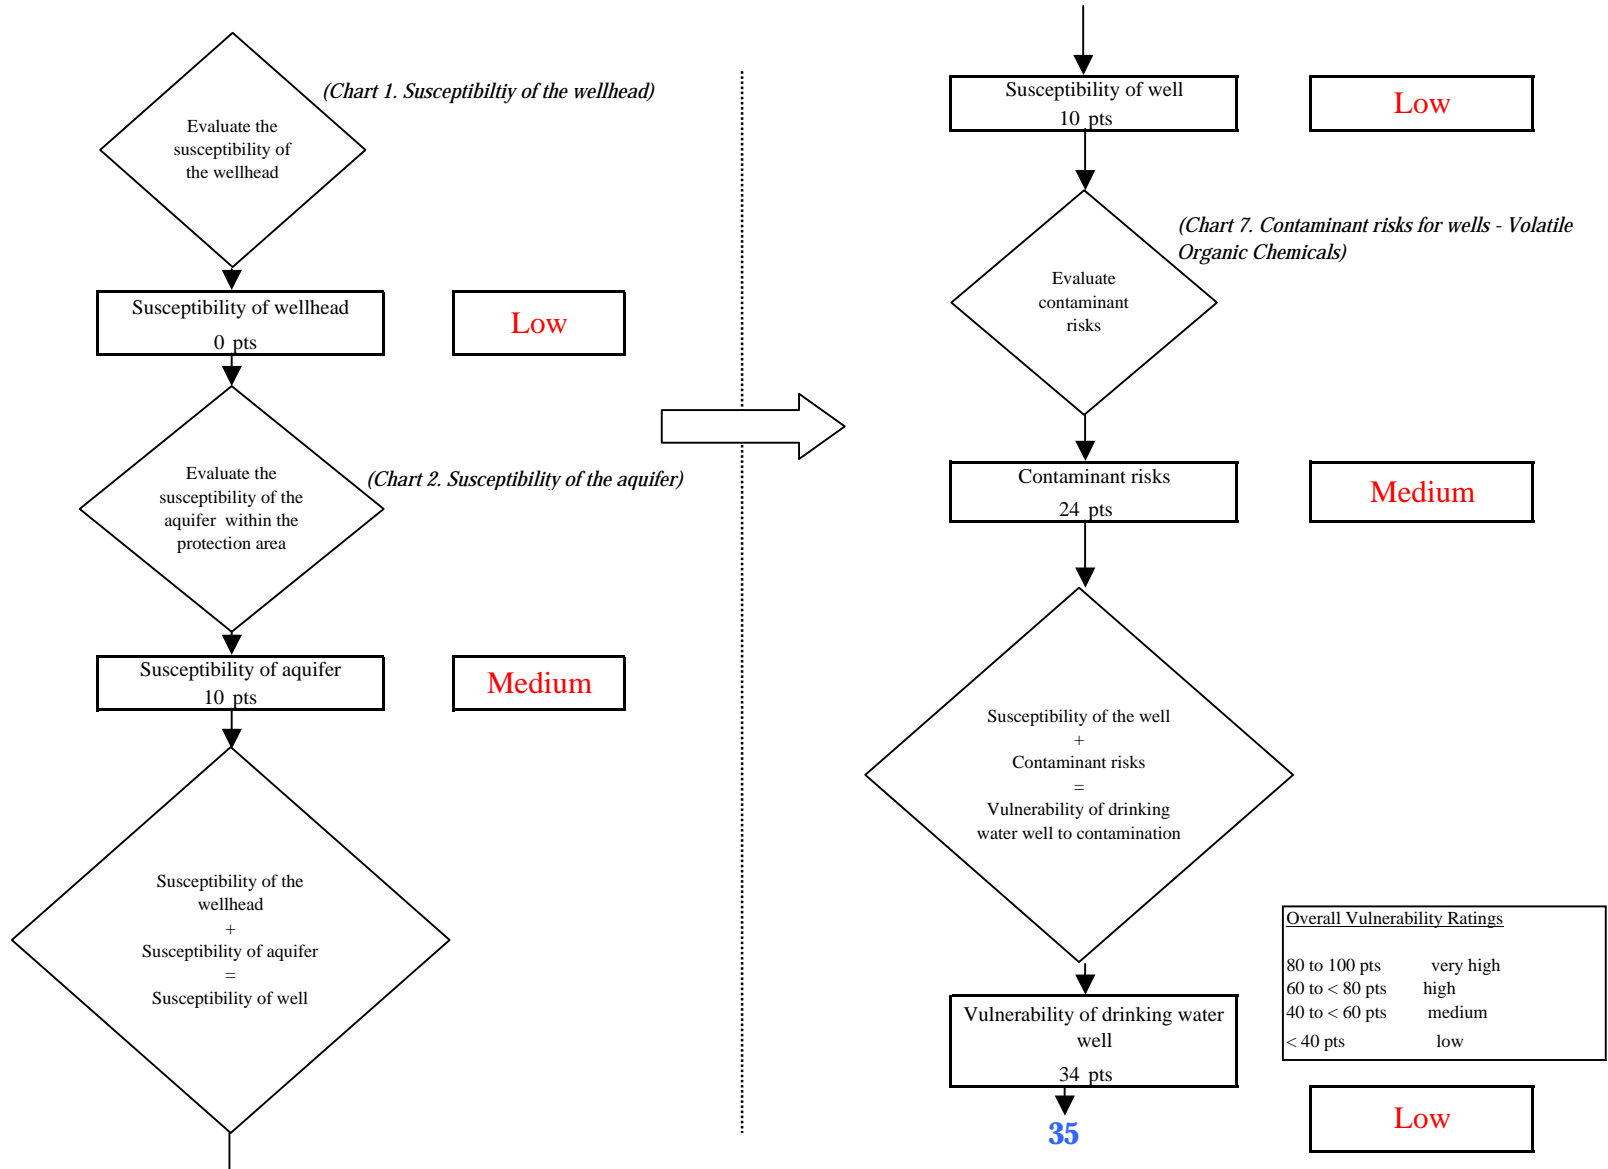 (Chart 1. Susceptibiltiy of the wellhead)
Evaluate the
susceptibility of
the wellhead
Susceptibility of wellhead
0 pts
Low
Evaluate the
susceptibility of the
aquifer within the
protection area
(Chart 2. Susceptibility of the aquifer)
Susceptibility of aquifer
10 pts
Medium
Susceptibility of the
wellhead
+
Susceptibility of aquifer
=
Susceptibility of well
Susceptibility of well
10 pts
Low
(Chart 7. Contaminant risks for wells - Volatile
Organic Chemicals)
Evaluate
contaminant
risks
Contaminant risks
24 pts
Medium
Susceptibility of the well
+
Contaminant risks
=
Vulnerability of drinking
water well to contamination
Overall Vulnerability Ratings
80 to 100 pts very high
60 to < 80 pts high
40 to < 60 pts medium
< 40 pts low
Vulnerability of drinking water
well
34 pts
35
Low